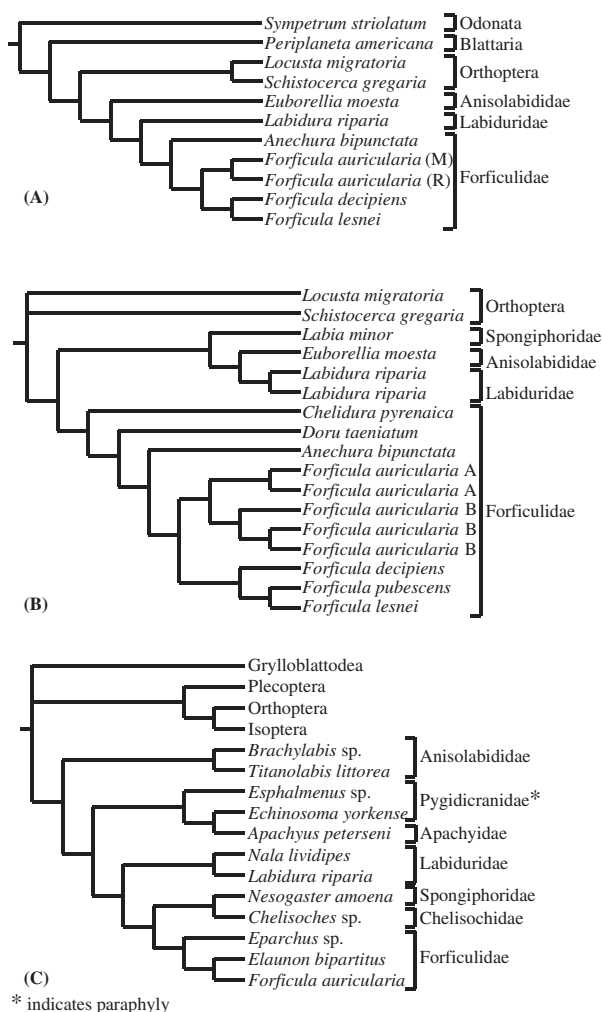 Sympetrum striolatum Odonata
Periplaneta americana Blattaria
Locusta migratoria
Schistocerca gregaria
Orthoptera
Euborellia moesta Anisolabididae
Labidura riparia Labiduridae
Anechura bipunctata
Forficula auricularia (M)
Forficula auricularia (R)
Forficula decipiens
Forficula lesnei
Forficulidae
(A)
Locusta migratoria
Schistocerca gregaria
Orthoptera
Labia minor Spongiphoridae
Euborellia moesta Anisolabididae
Labidura riparia
Labidura riparia
Labiduridae
Chelidura pyrenaica
Doru taeniatum
Anechura bipunctata
Forficula auricularia A
Forficula auricularia A
Forficula auricularia B
Forficula auricularia B
Forficula auricularia B
Forficula decipiens
Forficula pubescens
Forficula lesnei
Forficulidae
(B)
Grylloblattodea
Plecoptera
Orthoptera
Isoptera
Brachylabis sp.
Titanolabis littorea
Anisolabididae
Esphalmenus sp.
Echinosoma yorkense
Pygidicranidae*
Apachyus peterseni Apachyidae
Nala lividipes
Labidura riparia
Labiduridae
Nesogaster amoena Spongiphoridae
Chelisoches sp. Chelisochidae
Eparchus sp.
Elaunon bipartitus
Forficula auricularia
Forficulidae
(C)
* indicates paraphyly